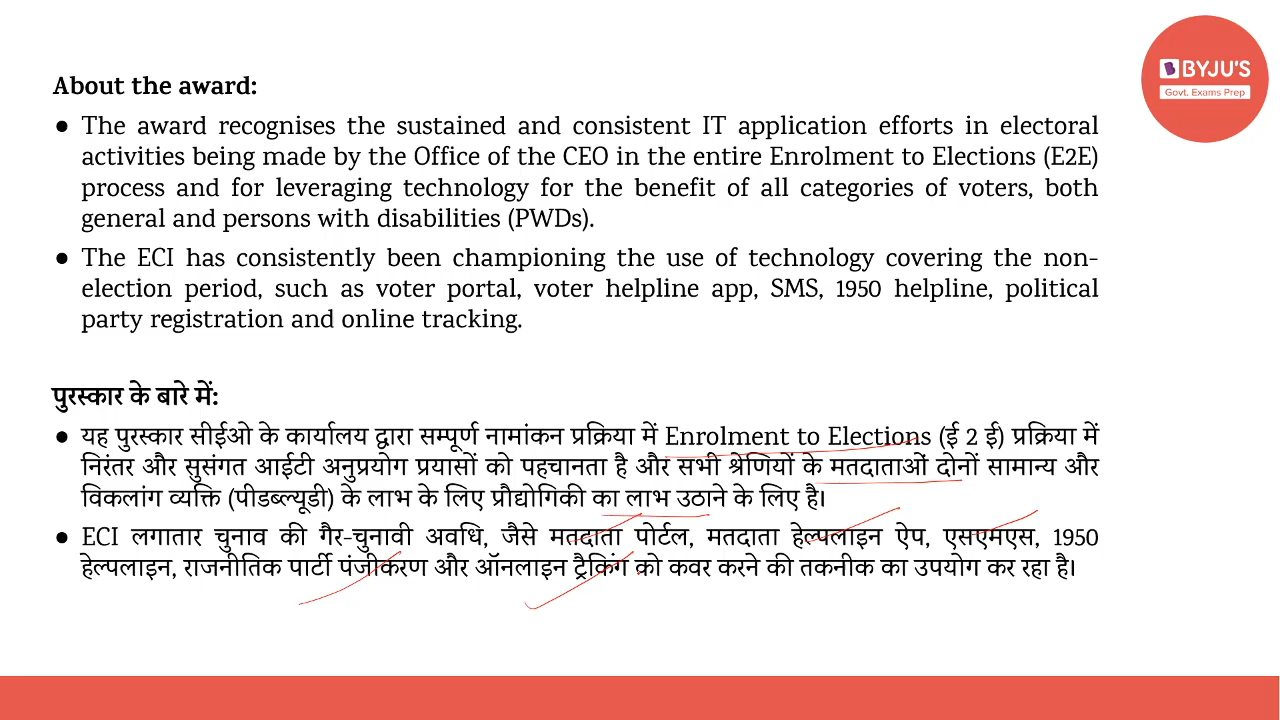 BYJU'S
Govt. Exams Prep
About the award:
● The award recognises the sustained and consistent IT application efforts in electoral
activities being made by the Office of the CEO in the entire Enrolment to Elections (E2E)
process and for leveraging technology for the benefit of all categories of voters, both
general and persons with disabilities (PWDs).
● The ECI has consistently been championing the use of technology covering the non-
election period, such as voter portal, voter helpline app, SMS, 1950 helpline, political
party registration and online tracking.
पुरस्कार के बारे में:
● यह पुरस्कार सीईओ के कार्यालय द्वारा सम्पूर्ण नामांकन प्रक्रिया में Enrolment to Elections (ई 2 ई) प्रक्रिया में
निरंतर और सुसंगत आईटी अनुप्रयोग प्रयासों को पहचानता है और सभी श्रेणियों के मतदाताओं दोनों सामान्य और
विकलांग व्यक्ति (पीडब्ल्यूडी) के लाभ के लिए प्रौद्योगिकी का लाभ उठाने के लिए है।
● ECI लगातार चुनाव की गैर-चुनावी अवधि, जैसे मतदाता पोर्टल, मतदाता हेल्पलाइन ऐप, एसएमएस, 1950
हेल्पलाइन, राजनीतिक पार्टी पंजीकरण और ऑनलाइन ट्रैकिंग को कवर करने की तकनीक का उपयोग कर रहा है।